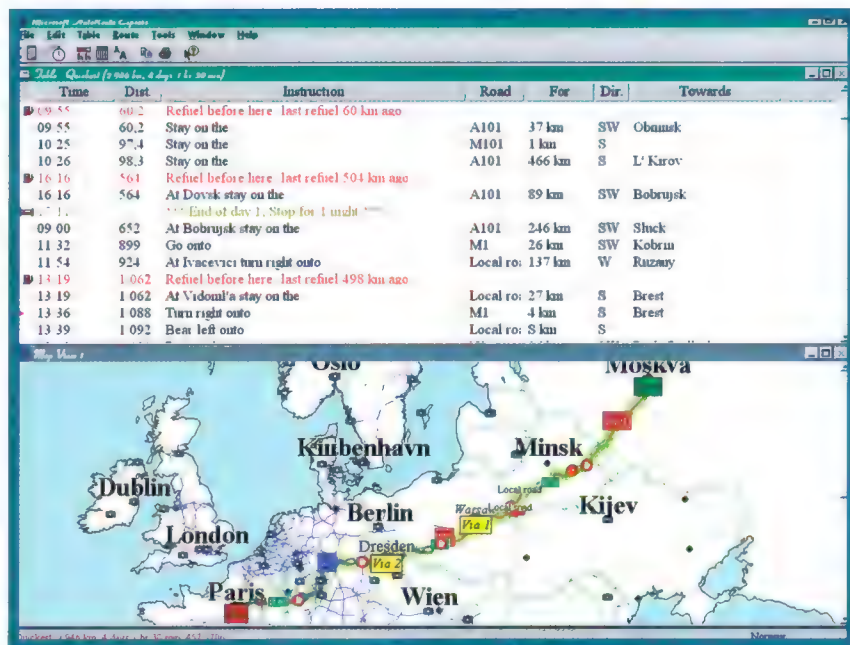 Microsoft AutoRoute Express
File Edit Table Route Tools Window Help
Time Dist Instruction Road For Dir. Towards
09 55 60,2 Refuel before here last refuel 60 km ago
09 55 60,2 Stay on the A101 37 km SW Obninsk
10 25 97,4 Stay on the M101 1 km S
10 26 98,3 Stay on the A101 466 km S L' Kirov
16 16 564 Refuel before here last refuel 504 km ago
16 16 564 At Dovsk stay on the A101 89 km SW Bobrujsk
End of day 1, Stop for 1 night
09 00 652 At Bobrujsk stay on the A101 246 km SW Sluck
11 32 899 Go onto M1 26 km SW Kobrin
11 54 924 At Ivacevici turn right onto Local ro: 137 km W Ruzany
13 19 1 062 Refuel before here last refuel 498 km ago
13 19 1 062 At Vidoml'a stay on the Local ro: 27 km S Brest
13 36 1 088 Turn right onto M1 4 km S Brest
13 39 1 092 Bear left onto Local ro: 8 km S
Map View 1
Oslo
Moskva
København
Minsk
Dublin
Local road
Berlin
Warsaw
Local road
Kijev
London
Via 1
Dresden
Via 2
Paris
Wien
Normal